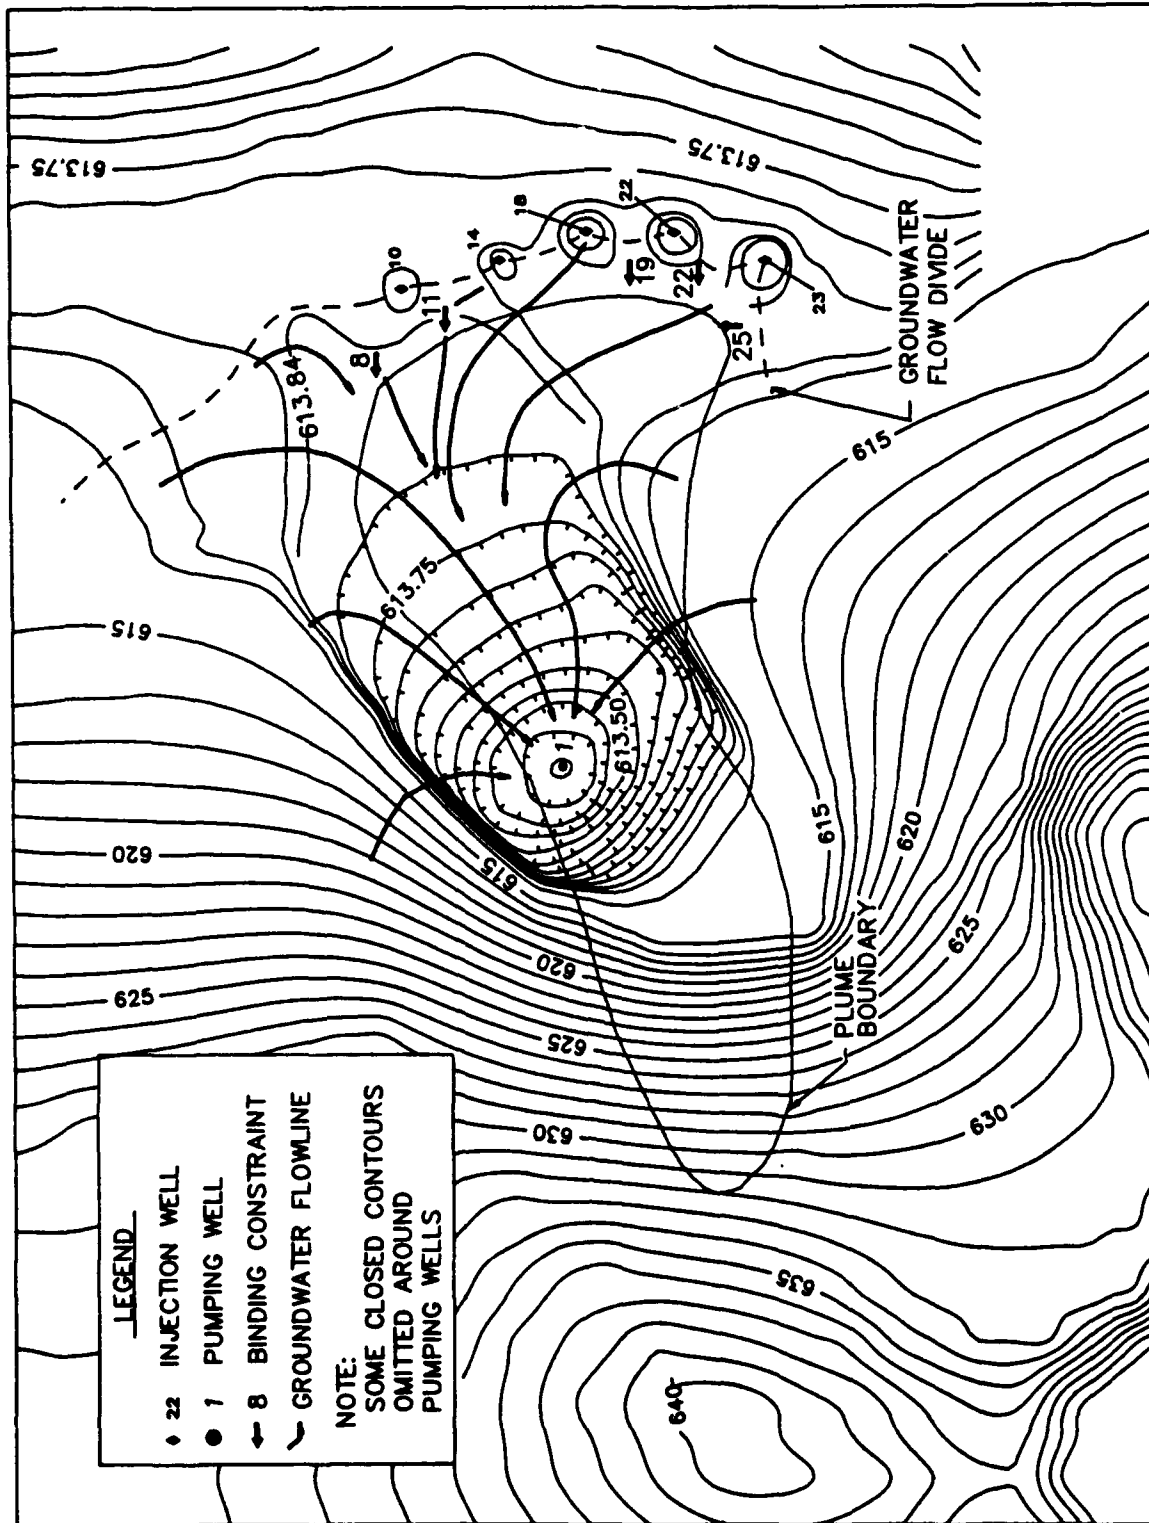 LEGEND
22 INJECTION WELL
1 PUMPING WELL
8 BINDING CONSTRAINT
GROUNDWATER FLOWLINE
NOTE:
SOME CLOSED CONTOURS
OMITTED AROUND
PUMPING WELLS
625
620
615
613.75
613.84
613.75
10
14
18
22
23
8
11
19
22
25
613.75
613.50
1
615
620
625
630
635
640
615
615
620
625
630
PLUME
BOUNDARY
GROUNDWATER
FLOW DIVIDE